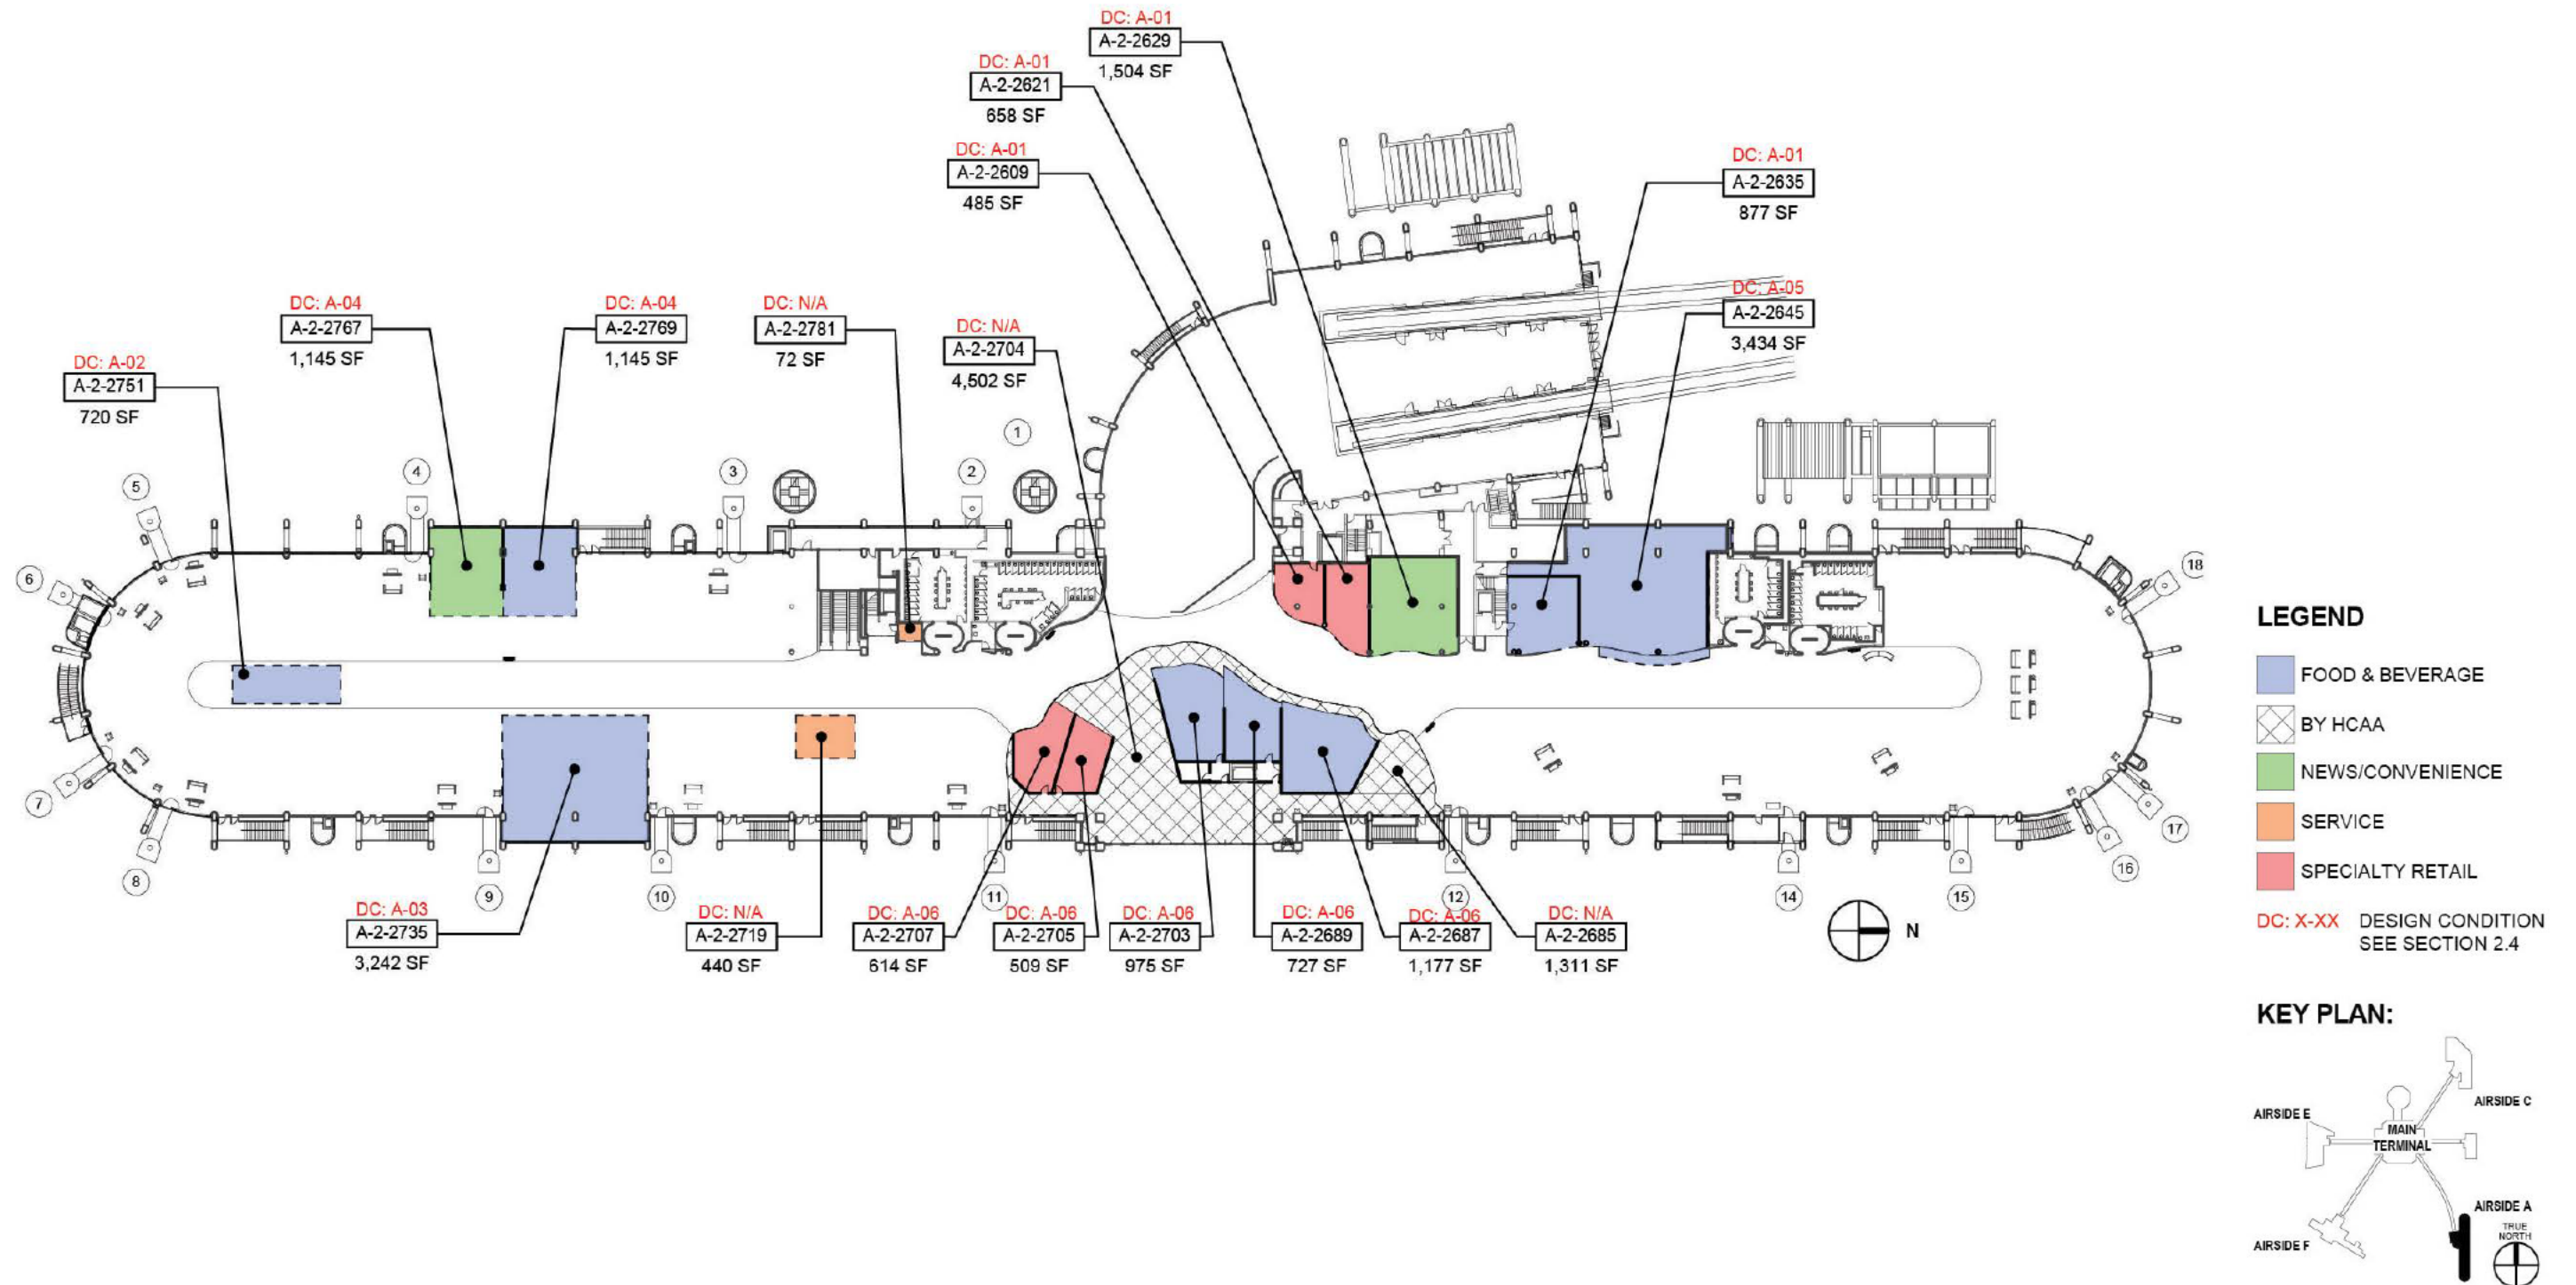 DC: A-01
A-2-2629
1,504 SF
DC: A-01
A-2-2621
658 SF
DC: A-01
A-2-2609
485 SF
DC: A-01
A-2-2635
877 SF
DC: A-05
A-2-2645
3,434 SF
DC: A-04
A-2-2767
1,145 SF
DC: A-04
A-2-2769
1,145 SF
DC: N/A
A-2-2781
72 SF
DC: N/A
A-2-2704
4,502 SF
DC: A-02
A-2-2751
720 SF
1
2
3
4
5
6
7
8
9
10
11
12
14
15
16
17
18
DC: A-03
A-2-2735
3,242 SF
DC: N/A
A-2-2719
440 SF
DC: A-06
A-2-2707
614 SF
DC: A-06
A-2-2705
509 SF
DC: A-06
A-2-2703
975 SF
DC: A-06
A-2-2689
727 SF
DC: A-06
A-2-2687
1,177 SF
DC: N/A
A-2-2685
1,311 SF
N
LEGEND
FOOD & BEVERAGE
BY HCAA
NEWS/CONVENIENCE
SERVICE
SPECIALTY RETAIL
DC: X-XX DESIGN CONDITION
SEE SECTION 2.4
KEY PLAN:
AIRSIDE C
AIRSIDE E
MAIN
TERMINAL
AIRSIDE A
AIRSIDE F
TRUE
NORTH